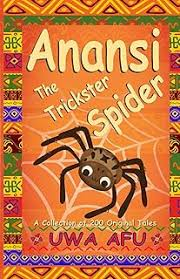 Anansi
The Trickster
Spider
A Collection of 200 Original Tales
UWA AFU